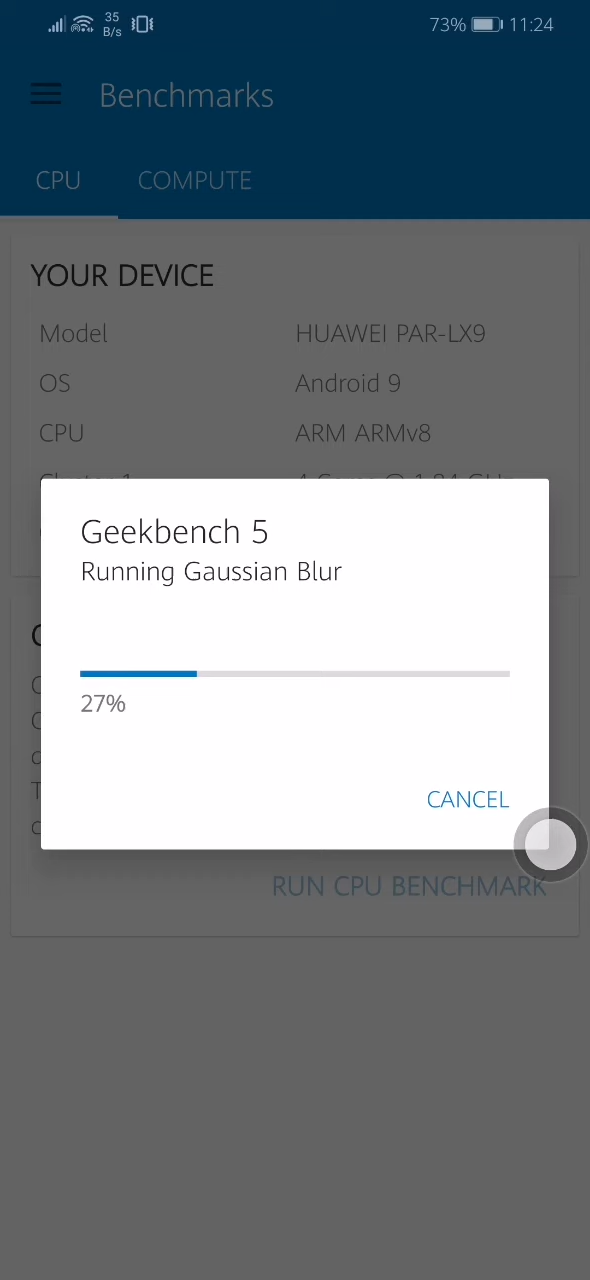 35
B/s
73%
11:24
Benchmarks
CPU COMPUTE
YOUR DEVICE
Model HUAWEI PAR-LX9
OS Android 9
CPU ARM ARMv8
Geekbench 5
Running Gaussian Blur
27%
CANCEL
RUN CPU BENCHMARK